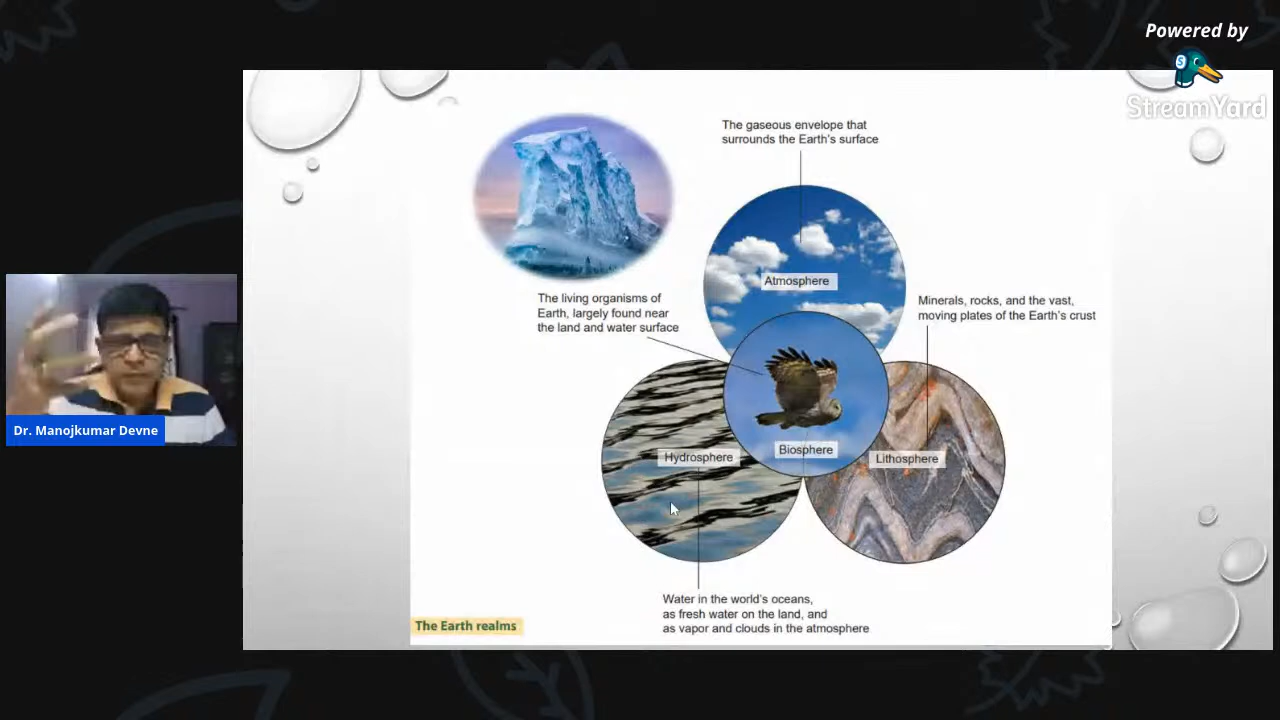 Powered by
StreamYard
The gaseous envelope that
surrounds the Earth's surface
Atmosphere
The living organisms of
Earth, largely found near
the land and water surface
Minerals, rocks, and the vast,
moving plates of the Earth's crust
Biosphere
Hydrosphere
Lithosphere
Dr. Manojkumar Devne
Water in the world's oceans,
as fresh water on the land, and
as vapor and clouds in the atmosphere
The Earth realms